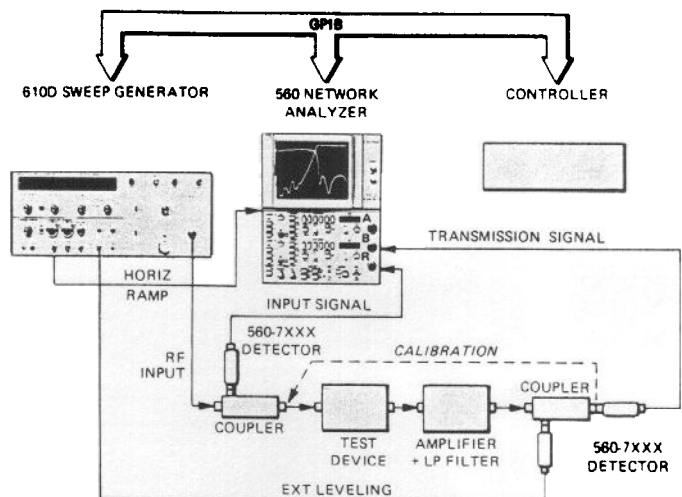 GPIB
610D SWEEP GENERATOR
560 NETWORK
ANALYZER
CONTROLLER
A
B
R
TRANSMISSION SIGNAL
HORIZ
RAMP
INPUT SIGNAL
560-7XXX
DETECTOR
CALIBRATION
RF
INPUT
COUPLER
COUPLER
TEST
DEVICE
AMPLIFIER
+ LP FILTER
560-7XXX
DETECTOR
EXT LEVELING